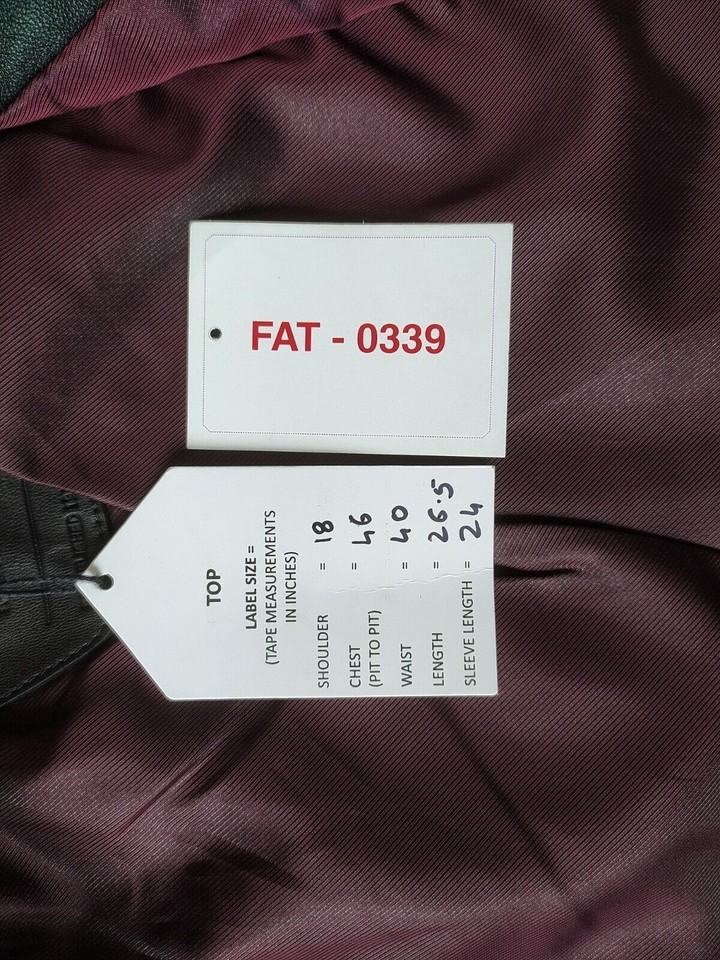 FAT - 0339
TOP
LABEL SIZE =
(TAPE MEASUREMENTS
IN INCHES)
SHOULDER = 18
CHEST = 46
(PIT TO PIT)
WAIST = 40
LENGTH = 26.5
SLEEVE LENGTH = 24